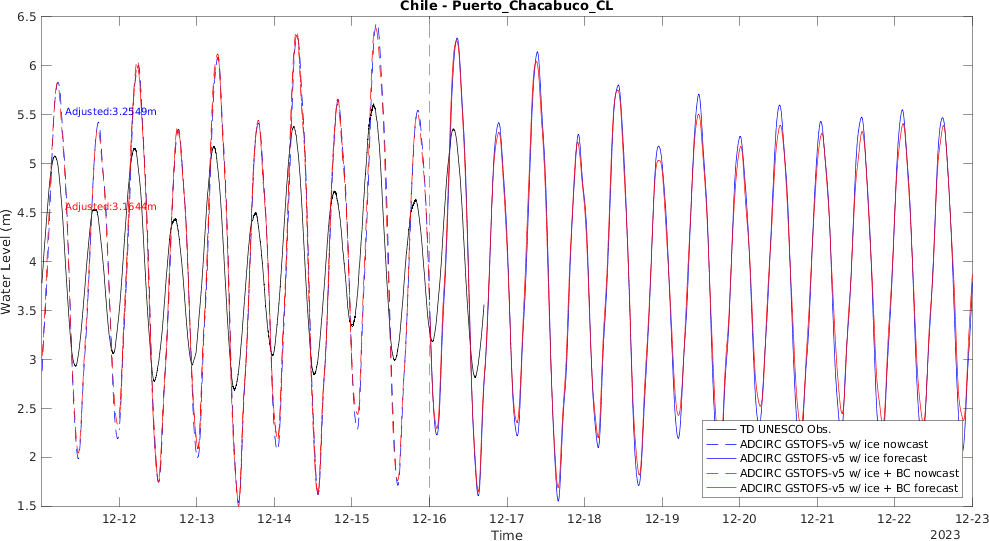 Chile - Puerto_Chacabuco_CL
6.5
6
5.5
5
4.5
4
3.5
3
2.5
2
1.5
Water Level (m)
Adjusted:3.2549m
Adjusted:3.1644m
TD UNESCO Obs.
ADCIRC GSTOFS-v5 w/ ice nowcast
ADCIRC GSTOFS-v5 w/ ice forecast
ADCIRC GSTOFS-v5 w/ ice + BC nowcast
ADCIRC GSTOFS-v5 w/ ice + BC forecast
12-12 12-13 12-14 12-15 12-16 12-17 12-18 12-19 12-20 12-21 12-22 12-23
Time
2023